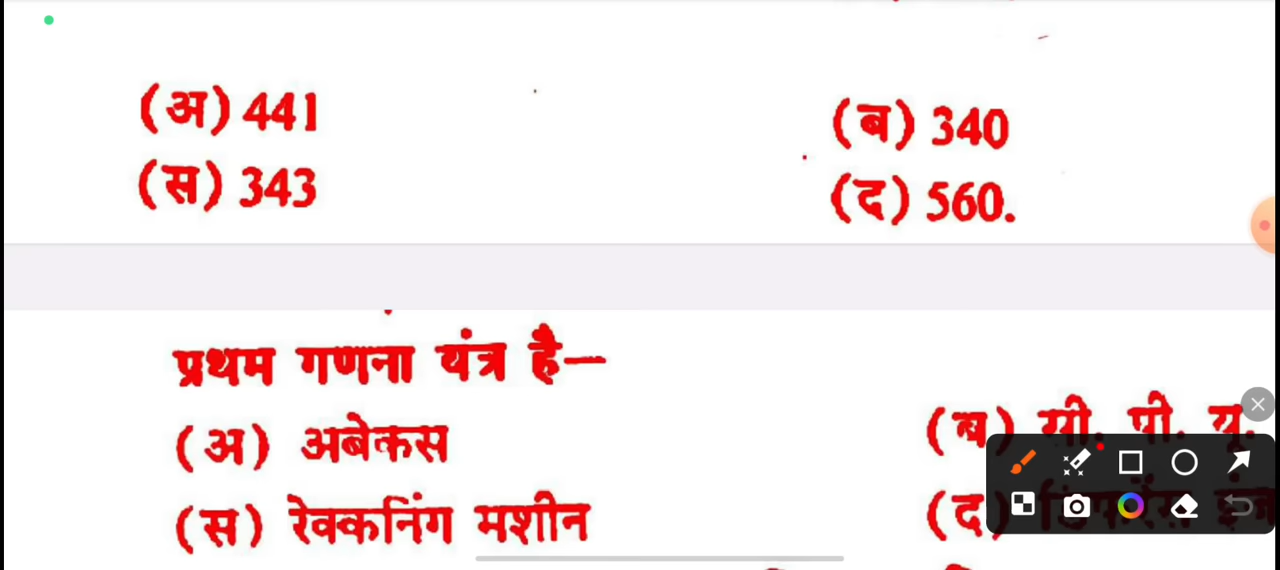 (अ) 441
(ब) 340
(स) 343
(द) 560.
प्रथम गणना यंत्र है—
(अ) अबेकस
(ब) सी. पी. यू.
(स) रेक्कनिंग मशीन
(द)